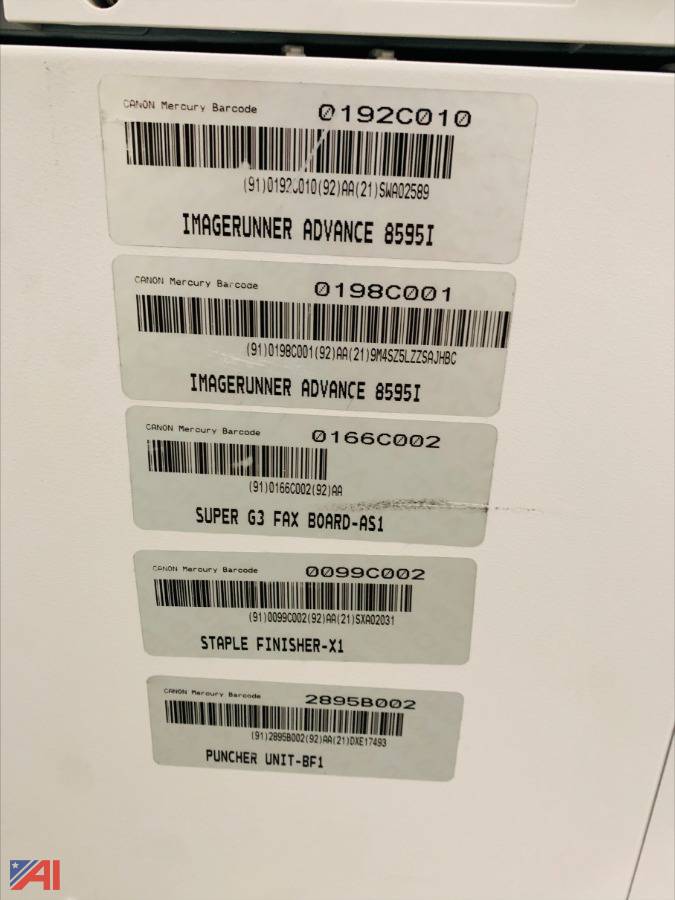 CANON Mercury Barcode 0192C010
(91)0192C010(92)AA(21)SWA02589
IMAGERUNNER ADVANCE 8595I
CANON Mercury Barcode 0198C001
(91)0198C001(92)AA(21)9M4SZ5LZZSAJHBC
IMAGERUNNER ADVANCE 8595I
CANON Mercury Barcode 0166C002
(91)0166C002(92)AA
SUPER G3 FAX BOARD-AS1
CANON Mercury Barcode 0099C002
(91)0099C002(92)AA(21)SXA02031
STAPLE FINISHER-X1
CANON Mercury Barcode 2895B002
(91)2895B002(92)AA(21)DXE17493
PUNCHER UNIT-BF1
AI